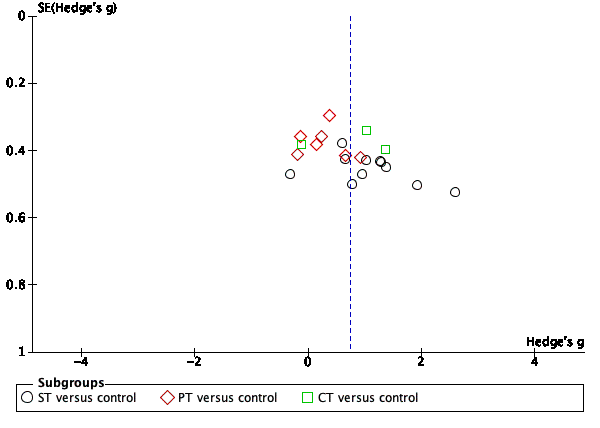 SE(Hedge's g)
0
0.2
0.4
0.6
0.8
1
Hedge's g
-4 -2 0 2 4
Subgroups
ST versus control PT versus control CT versus control